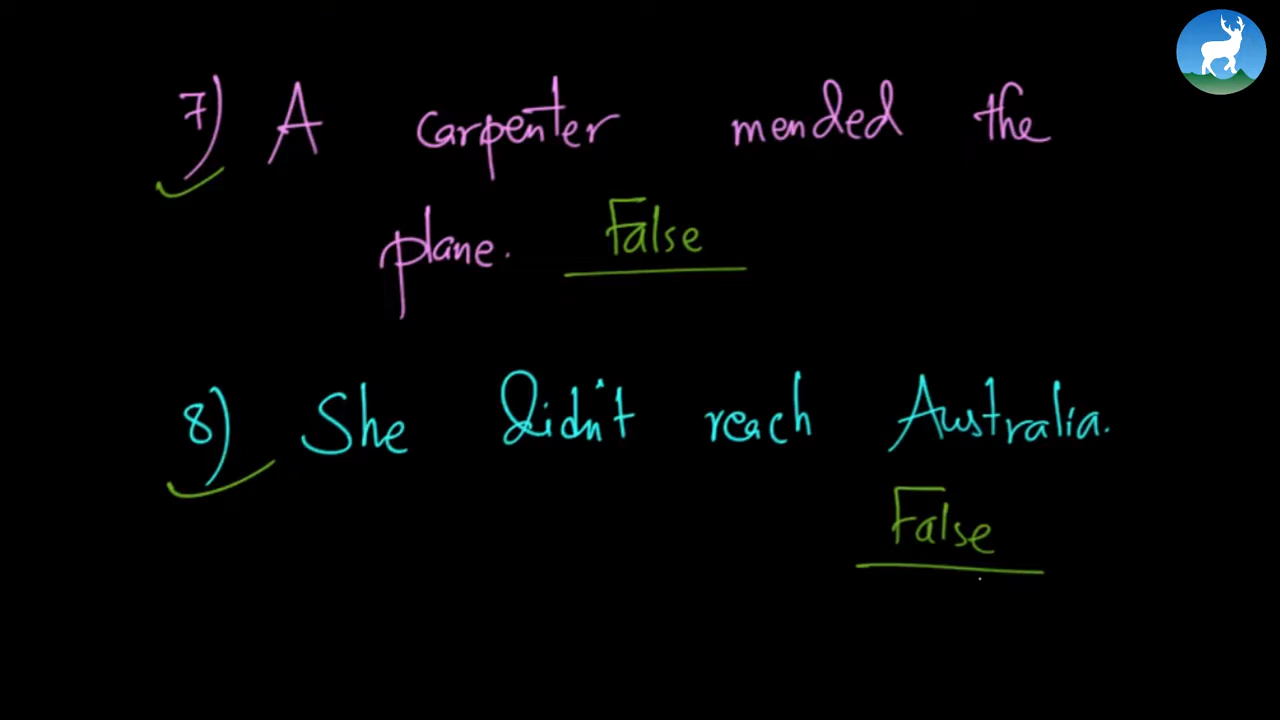 7) A carpenter mended the
plane. False
8) She didn't reach Australia.
False